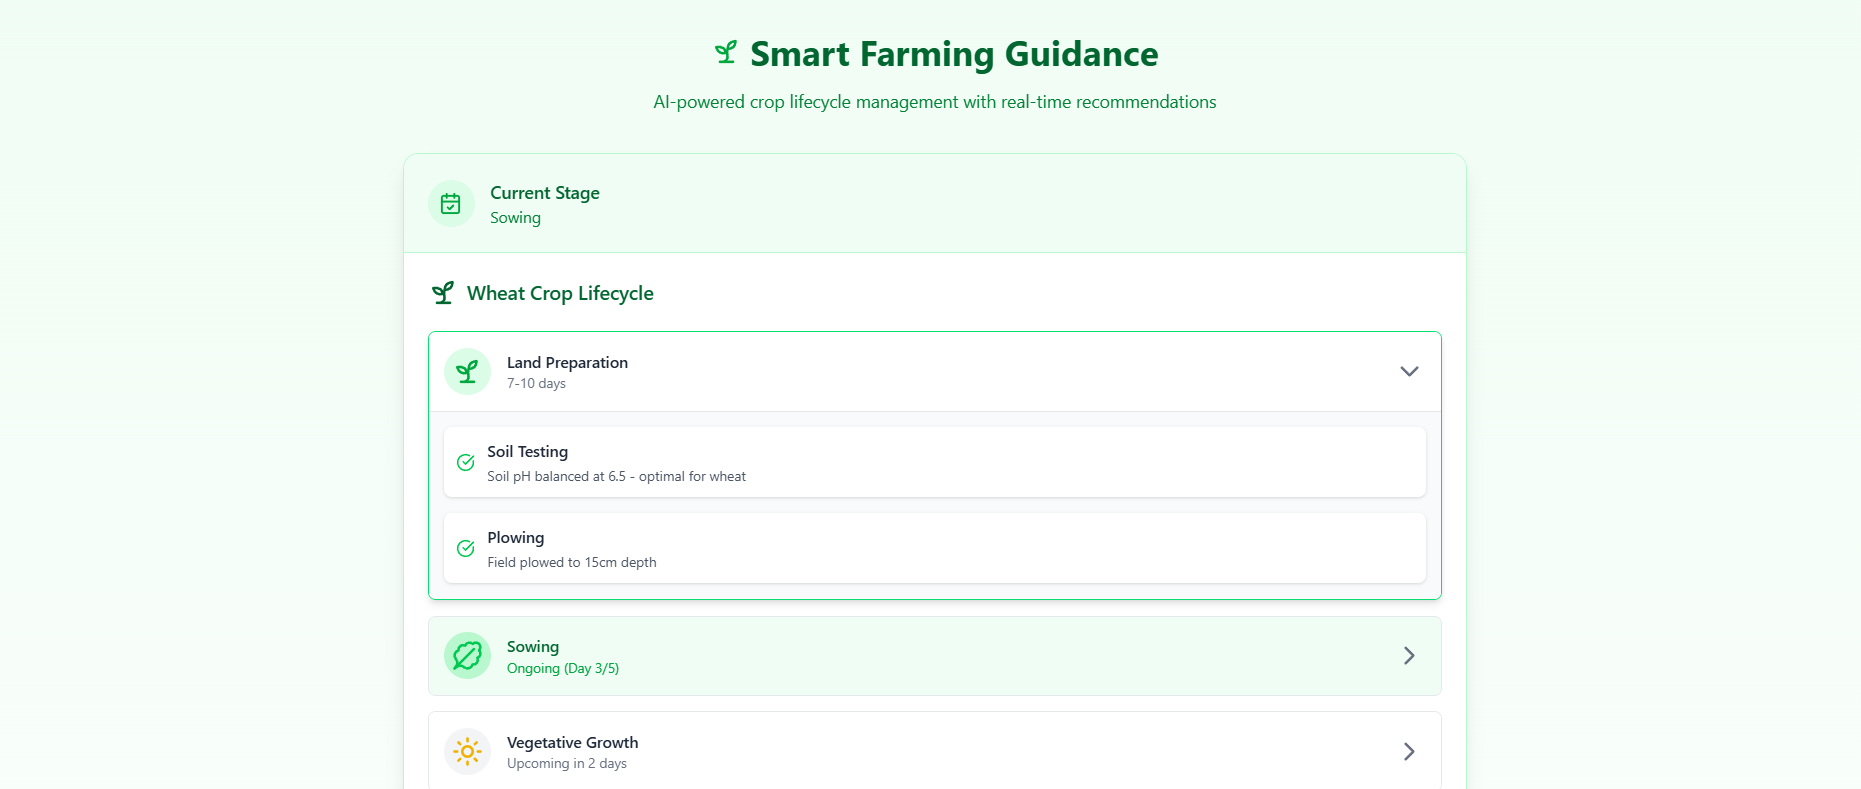 Smart Farming Guidance
AI-powered crop lifecycle management with real-time recommendations
Current Stage
Sowing
Wheat Crop Lifecycle
Land Preparation
7-10 days
Soil Testing
Soil pH balanced at 6.5 - optimal for wheat
Plowing
Field plowed to 15cm depth
Sowing
Ongoing (Day 3/5)
Vegetative Growth
Upcoming in 2 days